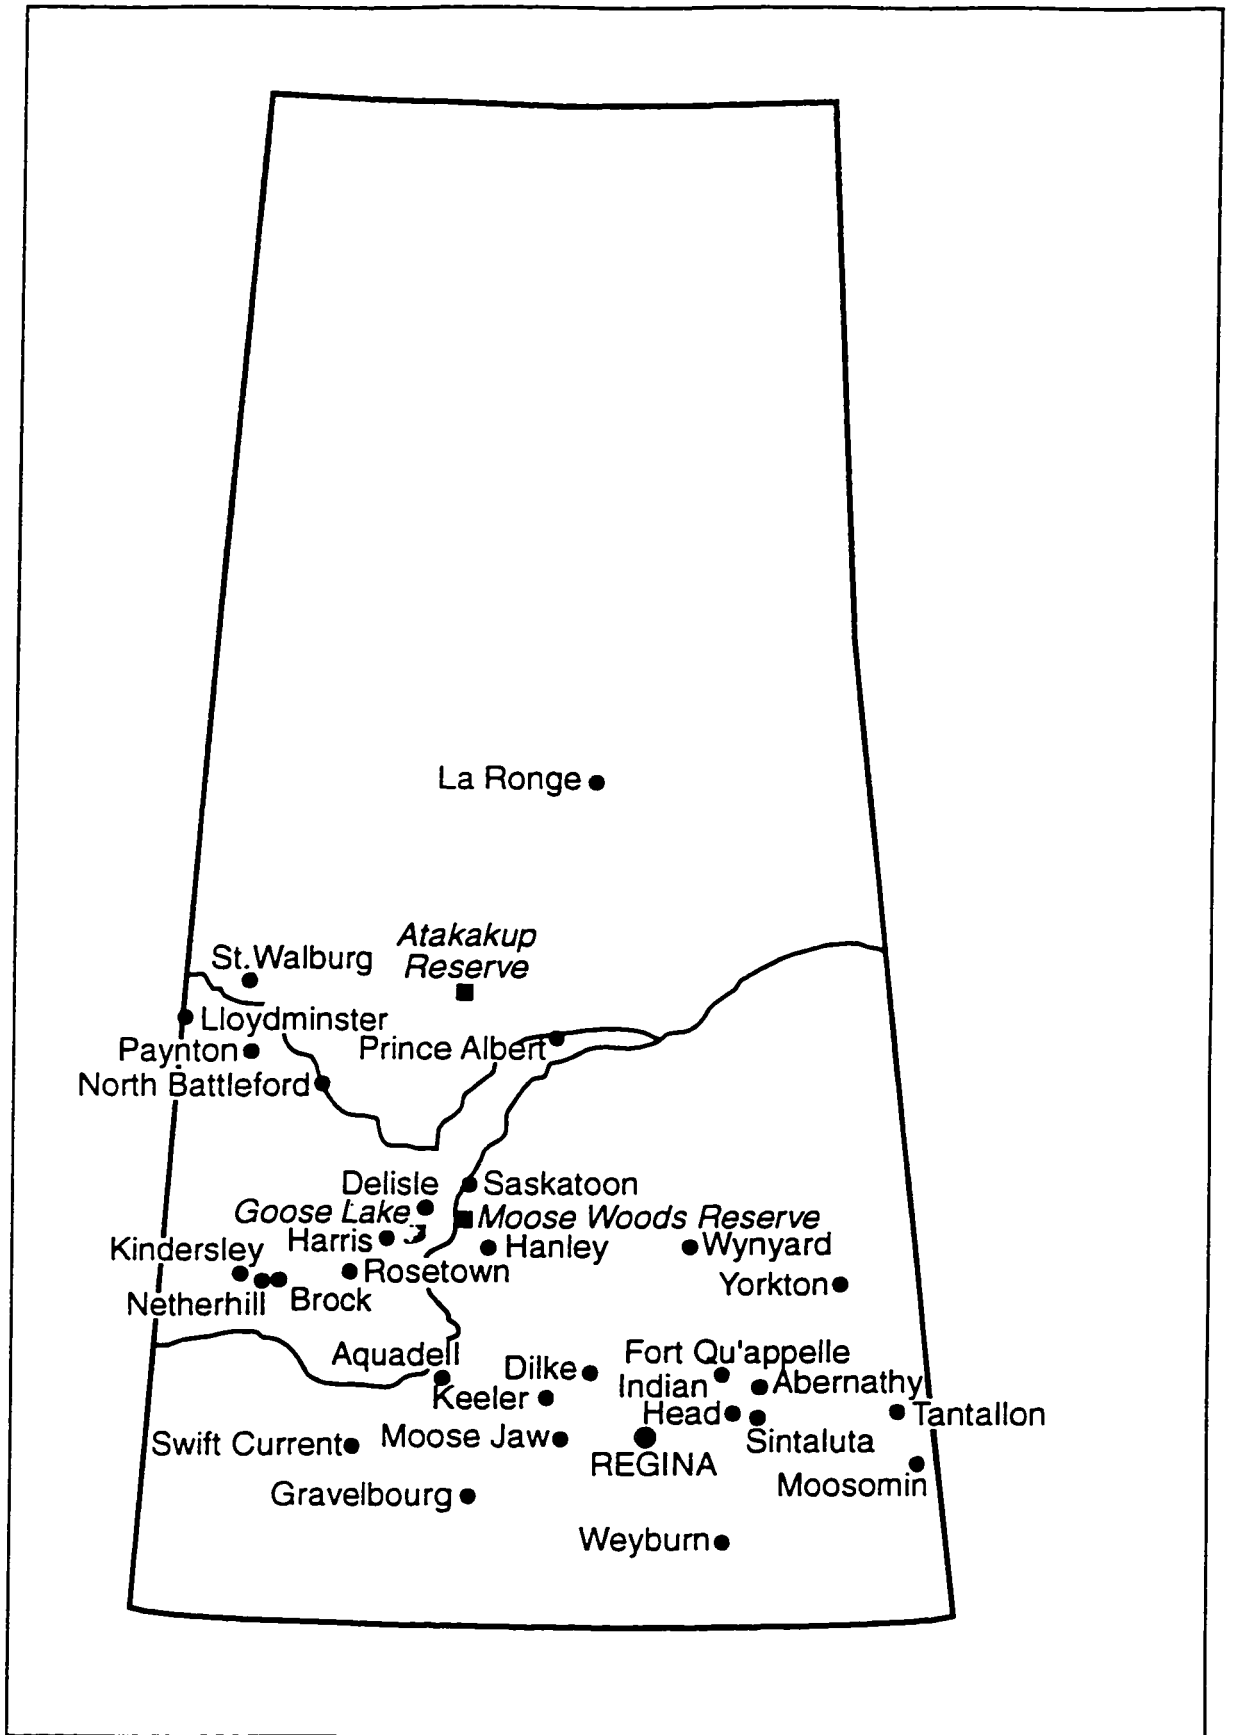 La Ronge
Atakakup
Reserve
St.Walburg
Lloydminster
Paynton
Prince Albert
North Battleford
Delisle
Saskatoon
Goose Lake
Moose Woods Reserve
Harris
Hanley
Wynyard
Kindersley
Rosetown
Yorkton
Netherhill
Brock
Aquadell
Dilke
Fort Qu'appelle
Indian
Head
Abernathy
Keeler
Tantallon
Swift Current
Moose Jaw
REGINA
Sintaluta
Moosomin
Gravelbourg
Weyburn